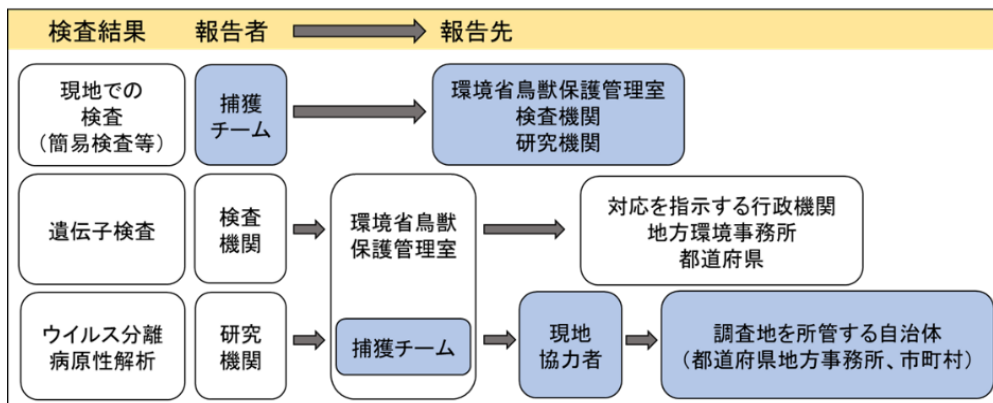 検査結果 報告者 報告先
現地での
検査
(簡易検査等)
捕獲
チーム
環境省鳥獣保護管理室
検査機関
研究機関
遺伝子検査
検査
機関
環境省鳥獣
保護管理室
対応を指示する行政機関
地方環境事務所
都道府県
ウイルス分離
病原性解析
研究
機関
捕獲チーム
現地
協力者
調査地を所管する自治体
(都道府県地方事務所、市町村)